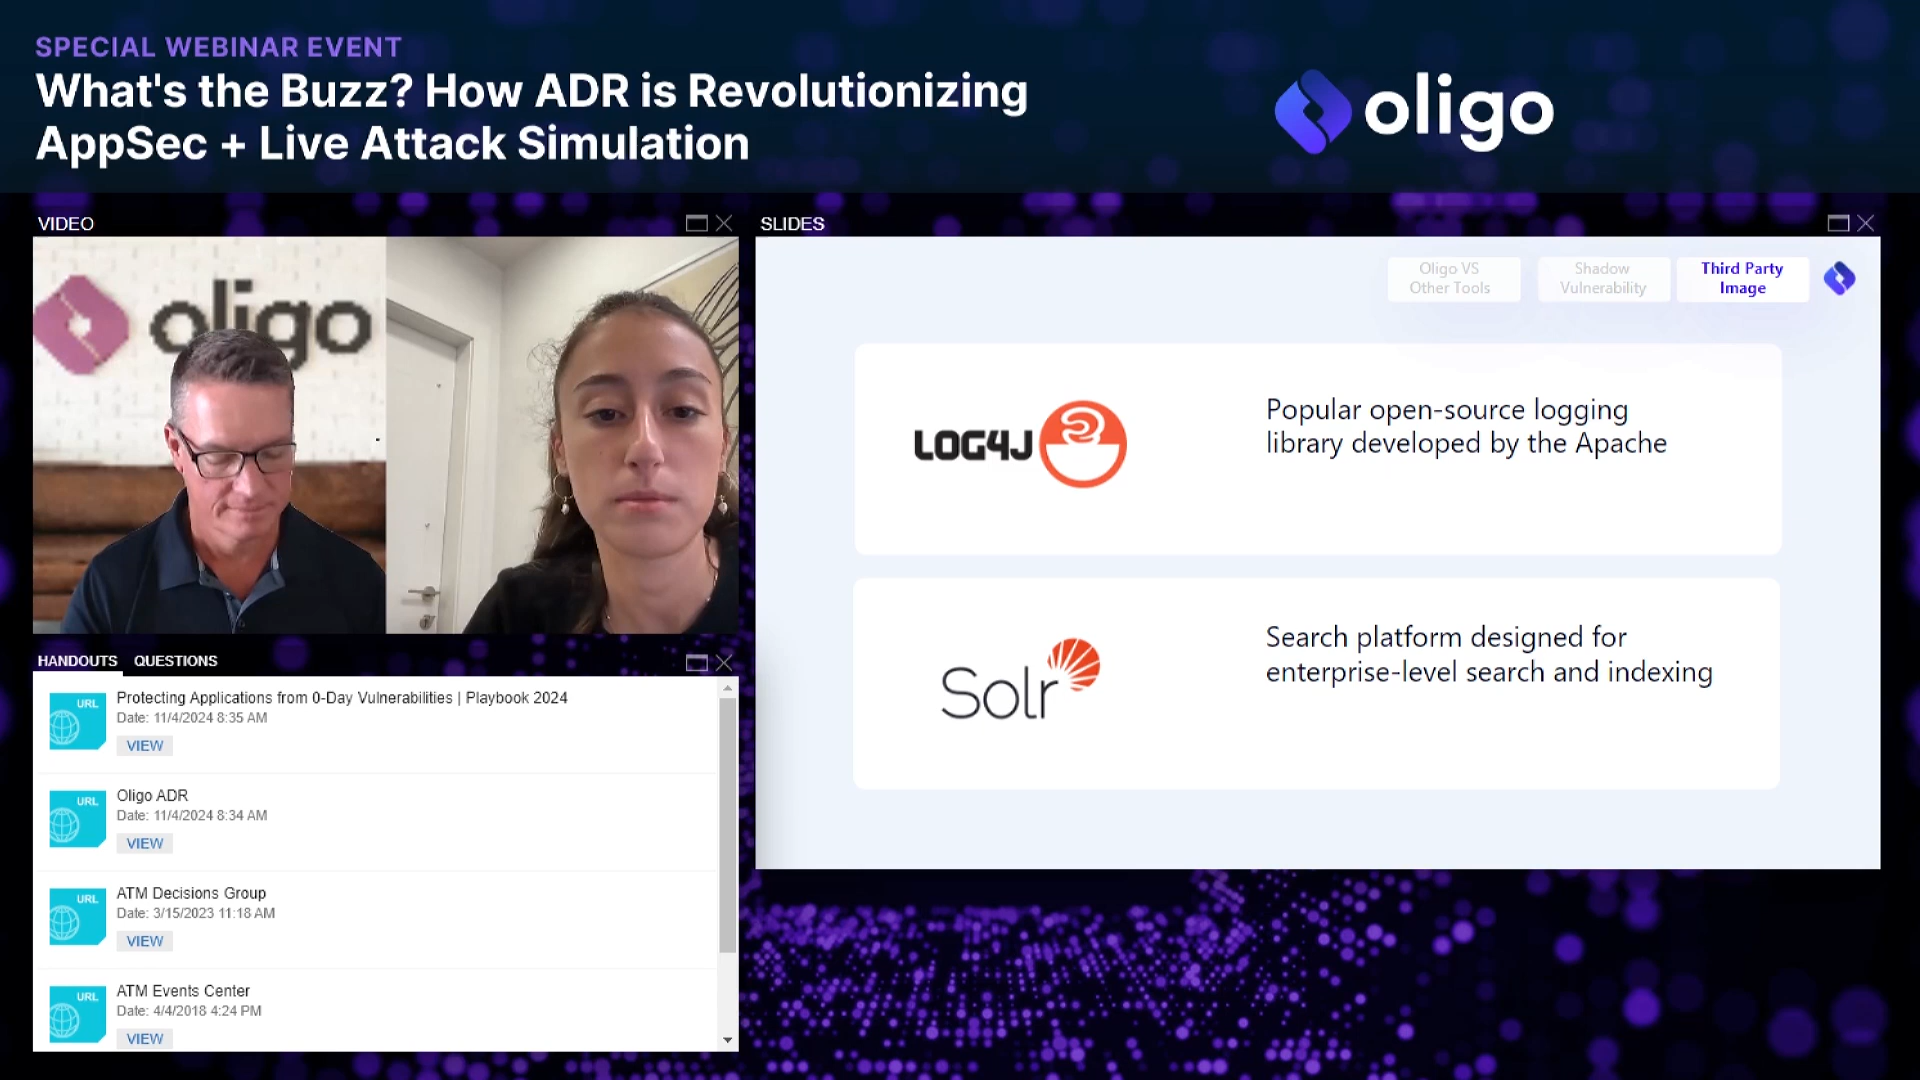 SPECIAL WEBINAR EVENT
What's the Buzz? How ADR is Revolutionizing
AppSec + Live Attack Simulation
oligo
VIDEO
oligo
SLIDES
Oligo VS
Other Tools
Shadow
Vulnerability
Third Party
Image
LOG4J
Popular open-source logging
library developed by the Apache
Solr
Search platform designed for
enterprise-level search and indexing
HANDOUTS QUESTIONS
URL
Protecting Applications from 0-Day Vulnerabilities | Playbook 2024
Date: 11/4/2024 8:35 AM
VIEW
URL
Oligo ADR
Date: 11/4/2024 8:34 AM
VIEW
URL
ATM Decisions Group
Date: 3/15/2023 11:18 AM
VIEW
URL
ATM Events Center
Date: 4/4/2018 4:24 PM
VIEW